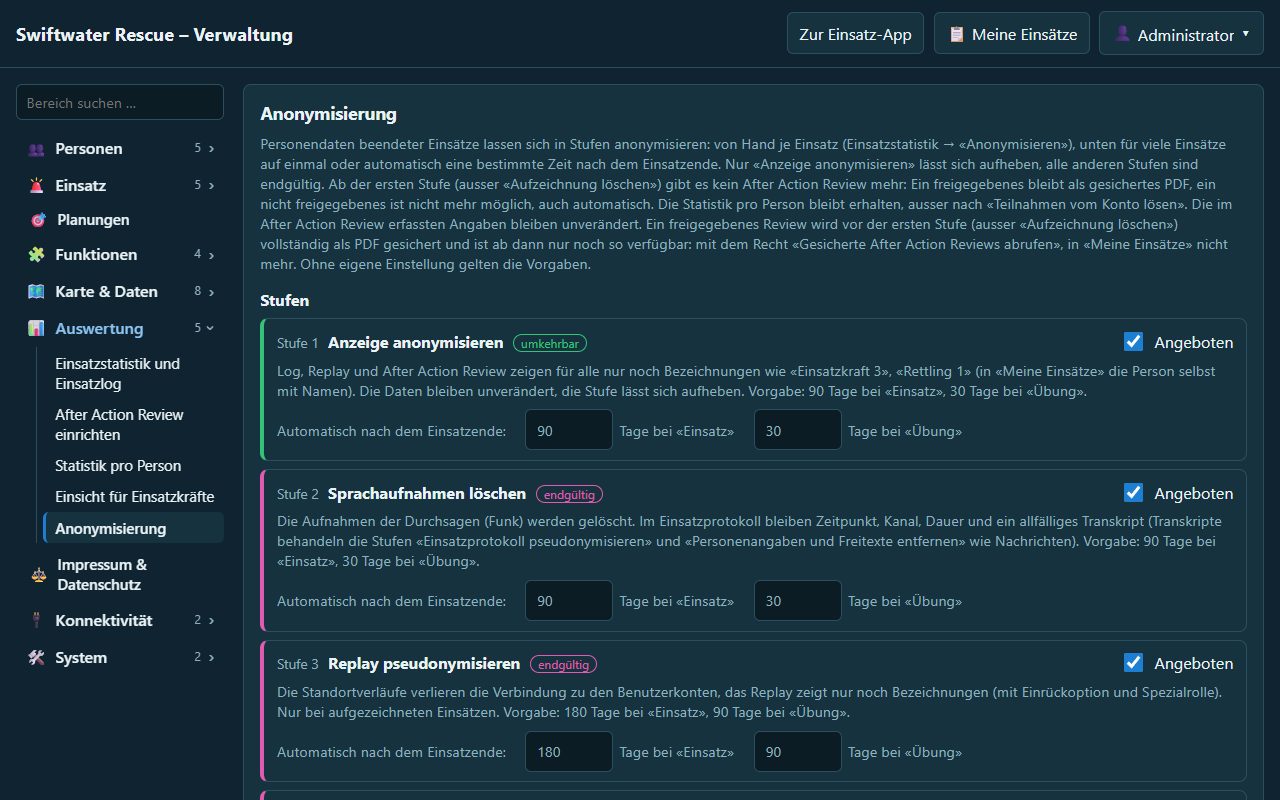 Swiftwater Rescue – Verwaltung
Zur Einsatz-App
Meine Einsätze
Administrator
Bereich suchen ...
Personen 5
Einsatz 5
Planungen
Funktionen 4
Karte & Daten 8
Auswertung 5
Einsatzstatistik und
Einsatzlog
After Action Review
einrichten
Statistik pro Person
Einsicht für Einsatzkräfte
Anonymisierung
Impressum &
Datenschutz
Konnektivität 2
System 2
Anonymisierung
Personendaten beendeter Einsätze lassen sich in Stufen anonymisieren: von Hand je Einsatz (Einsatzstatistik → «Anonymisieren»), unten für viele Einsätze
auf einmal oder automatisch eine bestimmte Zeit nach dem Einsatzende. Nur «Anzeige anonymisieren» lässt sich aufheben, alle anderen Stufen sind
endgültig. Ab der ersten Stufe (ausser «Aufzeichnung löschen») gibt es kein After Action Review mehr: Ein freigegebenes bleibt als gesichertes PDF, ein
nicht freigegebenes ist nicht mehr möglich, auch automatisch. Die Statistik pro Person bleibt erhalten, ausser nach «Teilnahmen vom Konto lösen». Die im
After Action Review erfassten Angaben bleiben unverändert. Ein freigegebenes Review wird vor der ersten Stufe (ausser «Aufzeichnung löschen»)
vollständig als PDF gesichert und ist ab dann nur noch so verfügbar: mit dem Recht «Gesicherte After Action Reviews abrufen», in «Meine Einsätze» nicht
mehr. Ohne eigene Einstellung gelten die Vorgaben.
Stufen
Stufe 1 Anzeige anonymisieren umkehrbar Angeboten
Log, Replay und After Action Review zeigen für alle nur noch Bezeichnungen wie «Einsatzkraft 3», «Rettling 1» (in «Meine Einsätze» die Person selbst
mit Namen). Die Daten bleiben unverändert, die Stufe lässt sich aufheben. Vorgabe: 90 Tage bei «Einsatz», 30 Tage bei «Übung».
Automatisch nach dem Einsatzende: 90 Tage bei «Einsatz» 30 Tage bei «Übung»
Stufe 2 Sprachaufnahmen löschen endgültig Angeboten
Die Aufnahmen der Durchsagen (Funk) werden gelöscht. Im Einsatzprotokoll bleiben Zeitpunkt, Kanal, Dauer und ein allfälliges Transkript (Transkripte
behandeln die Stufen «Einsatzprotokoll pseudonymisieren» und «Personenangaben und Freitexte entfernen» wie Nachrichten). Vorgabe: 90 Tage bei
«Einsatz», 30 Tage bei «Übung».
Automatisch nach dem Einsatzende: 90 Tage bei «Einsatz» 30 Tage bei «Übung»
Stufe 3 Replay pseudonymisieren endgültig Angeboten
Die Standortverläufe verlieren die Verbindung zu den Benutzerkonten, das Replay zeigt nur noch Bezeichnungen (mit Einrückoption und Spezialrolle).
Nur bei aufgezeichneten Einsätzen. Vorgabe: 180 Tage bei «Einsatz», 90 Tage bei «Übung».
Automatisch nach dem Einsatzende: 180 Tage bei «Einsatz» 90 Tage bei «Übung»